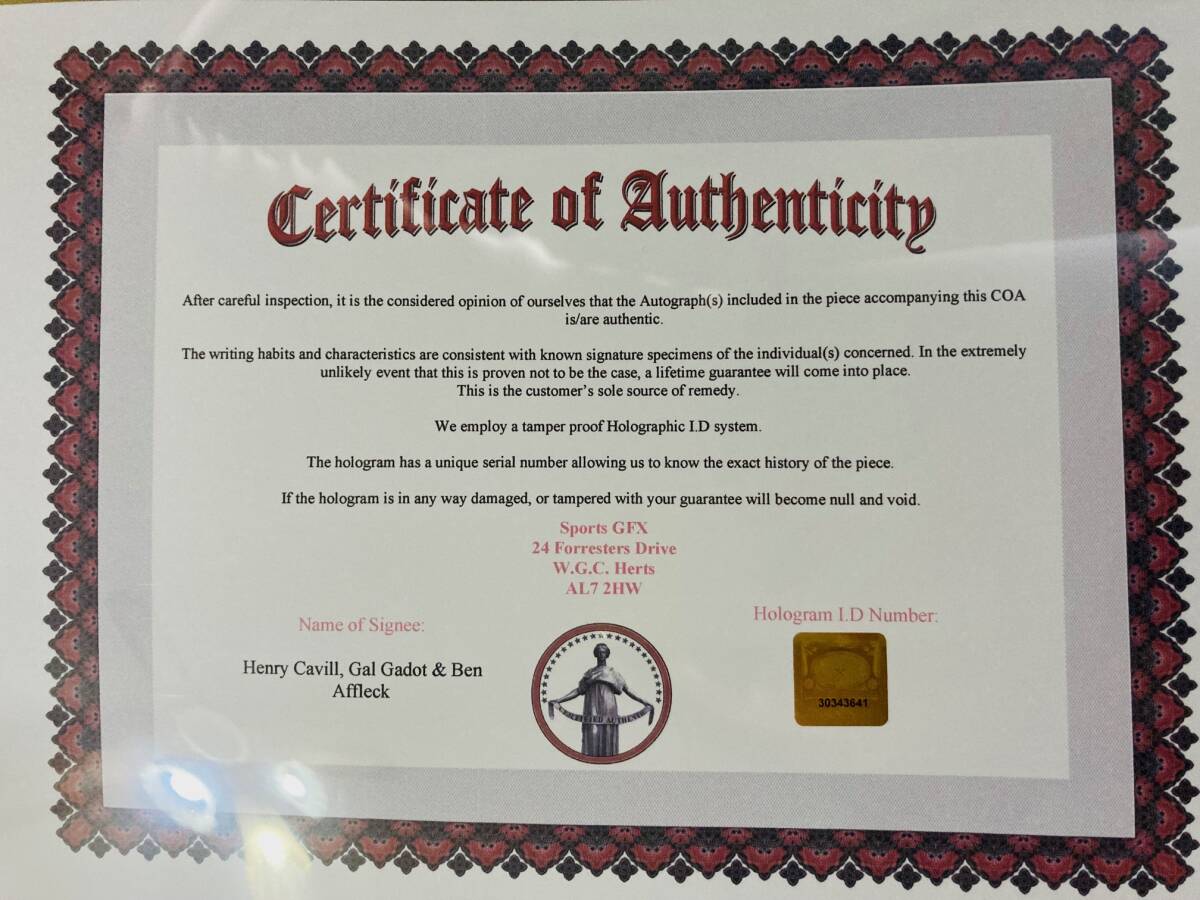 Certificate of Authenticity
After careful inspection, it is the considered opinion of ourselves that the Autograph(s) included in the piece accompanying this COA
is/are authentic.
The writing habits and characteristics are consistent with known signature specimens of the individual(s) concerned. In the extremely
unlikely event that this is proven not to be the case, a lifetime guarantee will come into place.
This is the customer's sole source of remedy.
We employ a tamper proof Holographic I.D system.
The hologram has a unique serial number allowing us to know the exact history of the piece.
If the hologram is in any way damaged, or tampered with your guarantee will become null and void.
Sports GFX
24 Forresters Drive
W.G.C. Herts
AL7 2HW
Name of Signee:
Henry Cavill, Gal Gadot & Ben
Affleck
CERTIFIED AUTHENTIC
Hologram I.D Number:
30343641